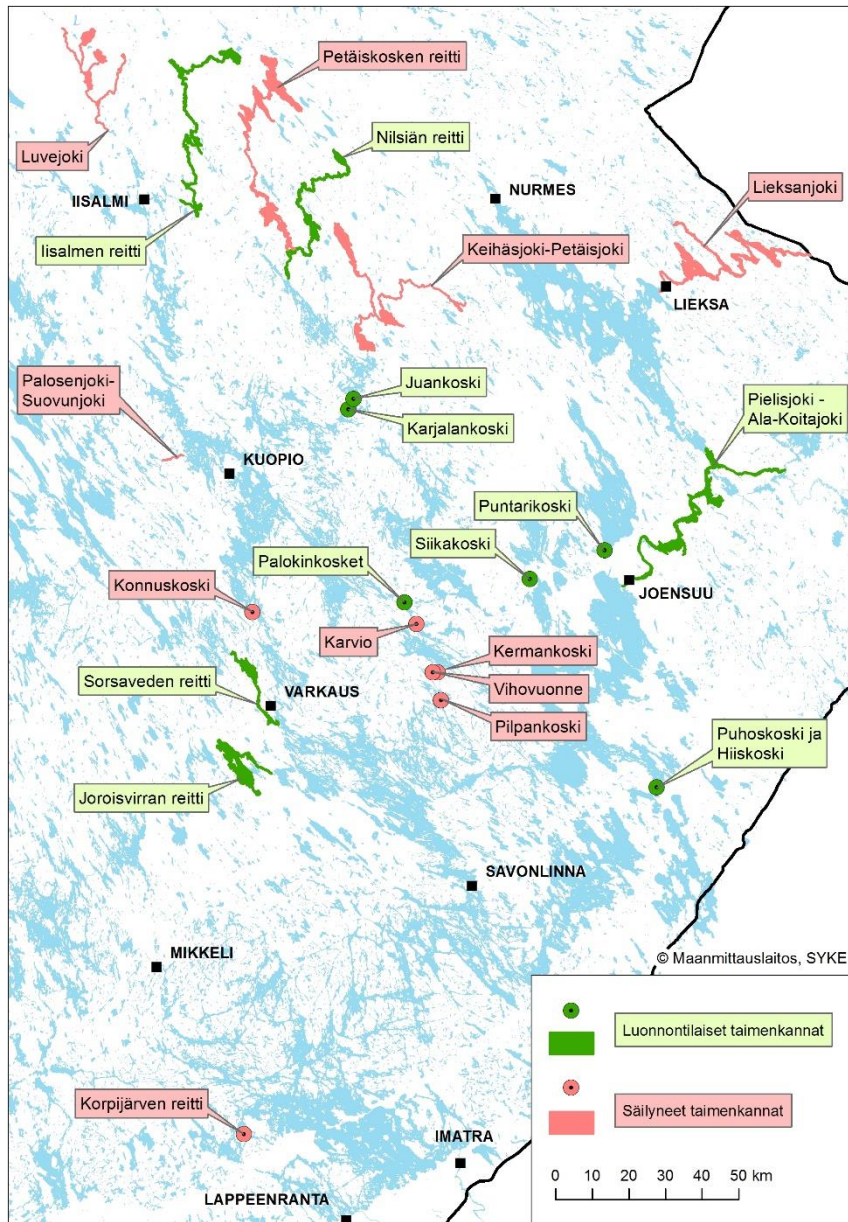 Petäiskosken reitti
Nilsiän reitti
Luvejoki
IISALMI
NURMES
Lieksanjoki
Iisalmen reitti
Keihäsjoki-Petäisjoki
LIEKSA
Juankoski
Palosenjoki-
Suovunjoki
Karjalankoski
Pielisjoki -
Ala-Koitajoki
KUOPIO
Puntarikoski
Siikakoski
Palokinkosket
Konnuskoski
JOENSUU
Karvio
Kermankoski
Sorsaveden reitti
VARKAUS
Vihovuonne
Pilpankoski
Puhoskoski ja
Hiiskoski
Joroisvirran reitti
SAVONLINNA
MIKKELI
© Maanmittauslaitos, SYKE
Luonnontilaiset taimenkannat
Korpijärven reitti
Säilyneet taimenkannat
IMATRA
0 10 20 30 40 50 km
LAPPEENRANTA